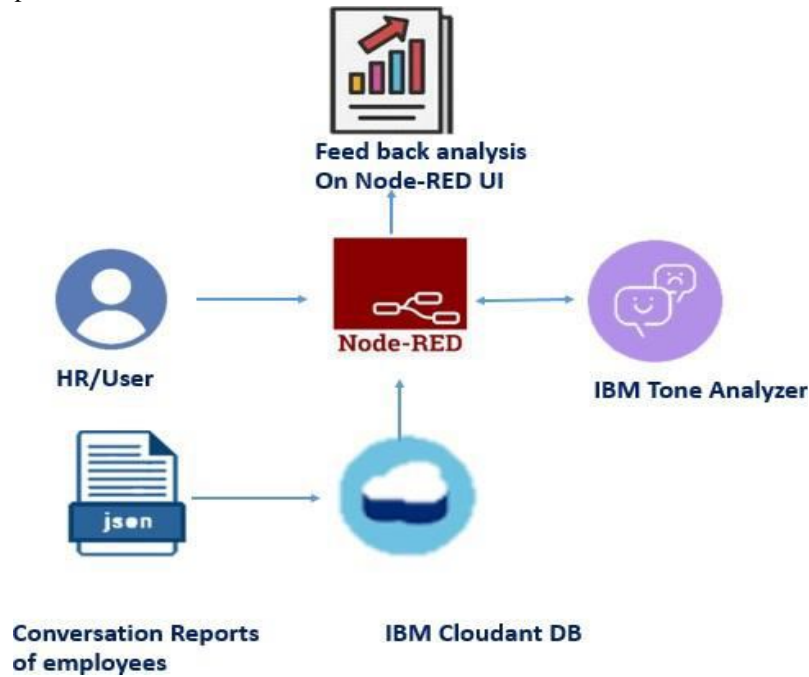 Feed back analysis
On Node-RED UI
Node-RED
HR/User
IBM Tone Analyzer
json
Conversation Reports
of employees
IBM Cloudant DB